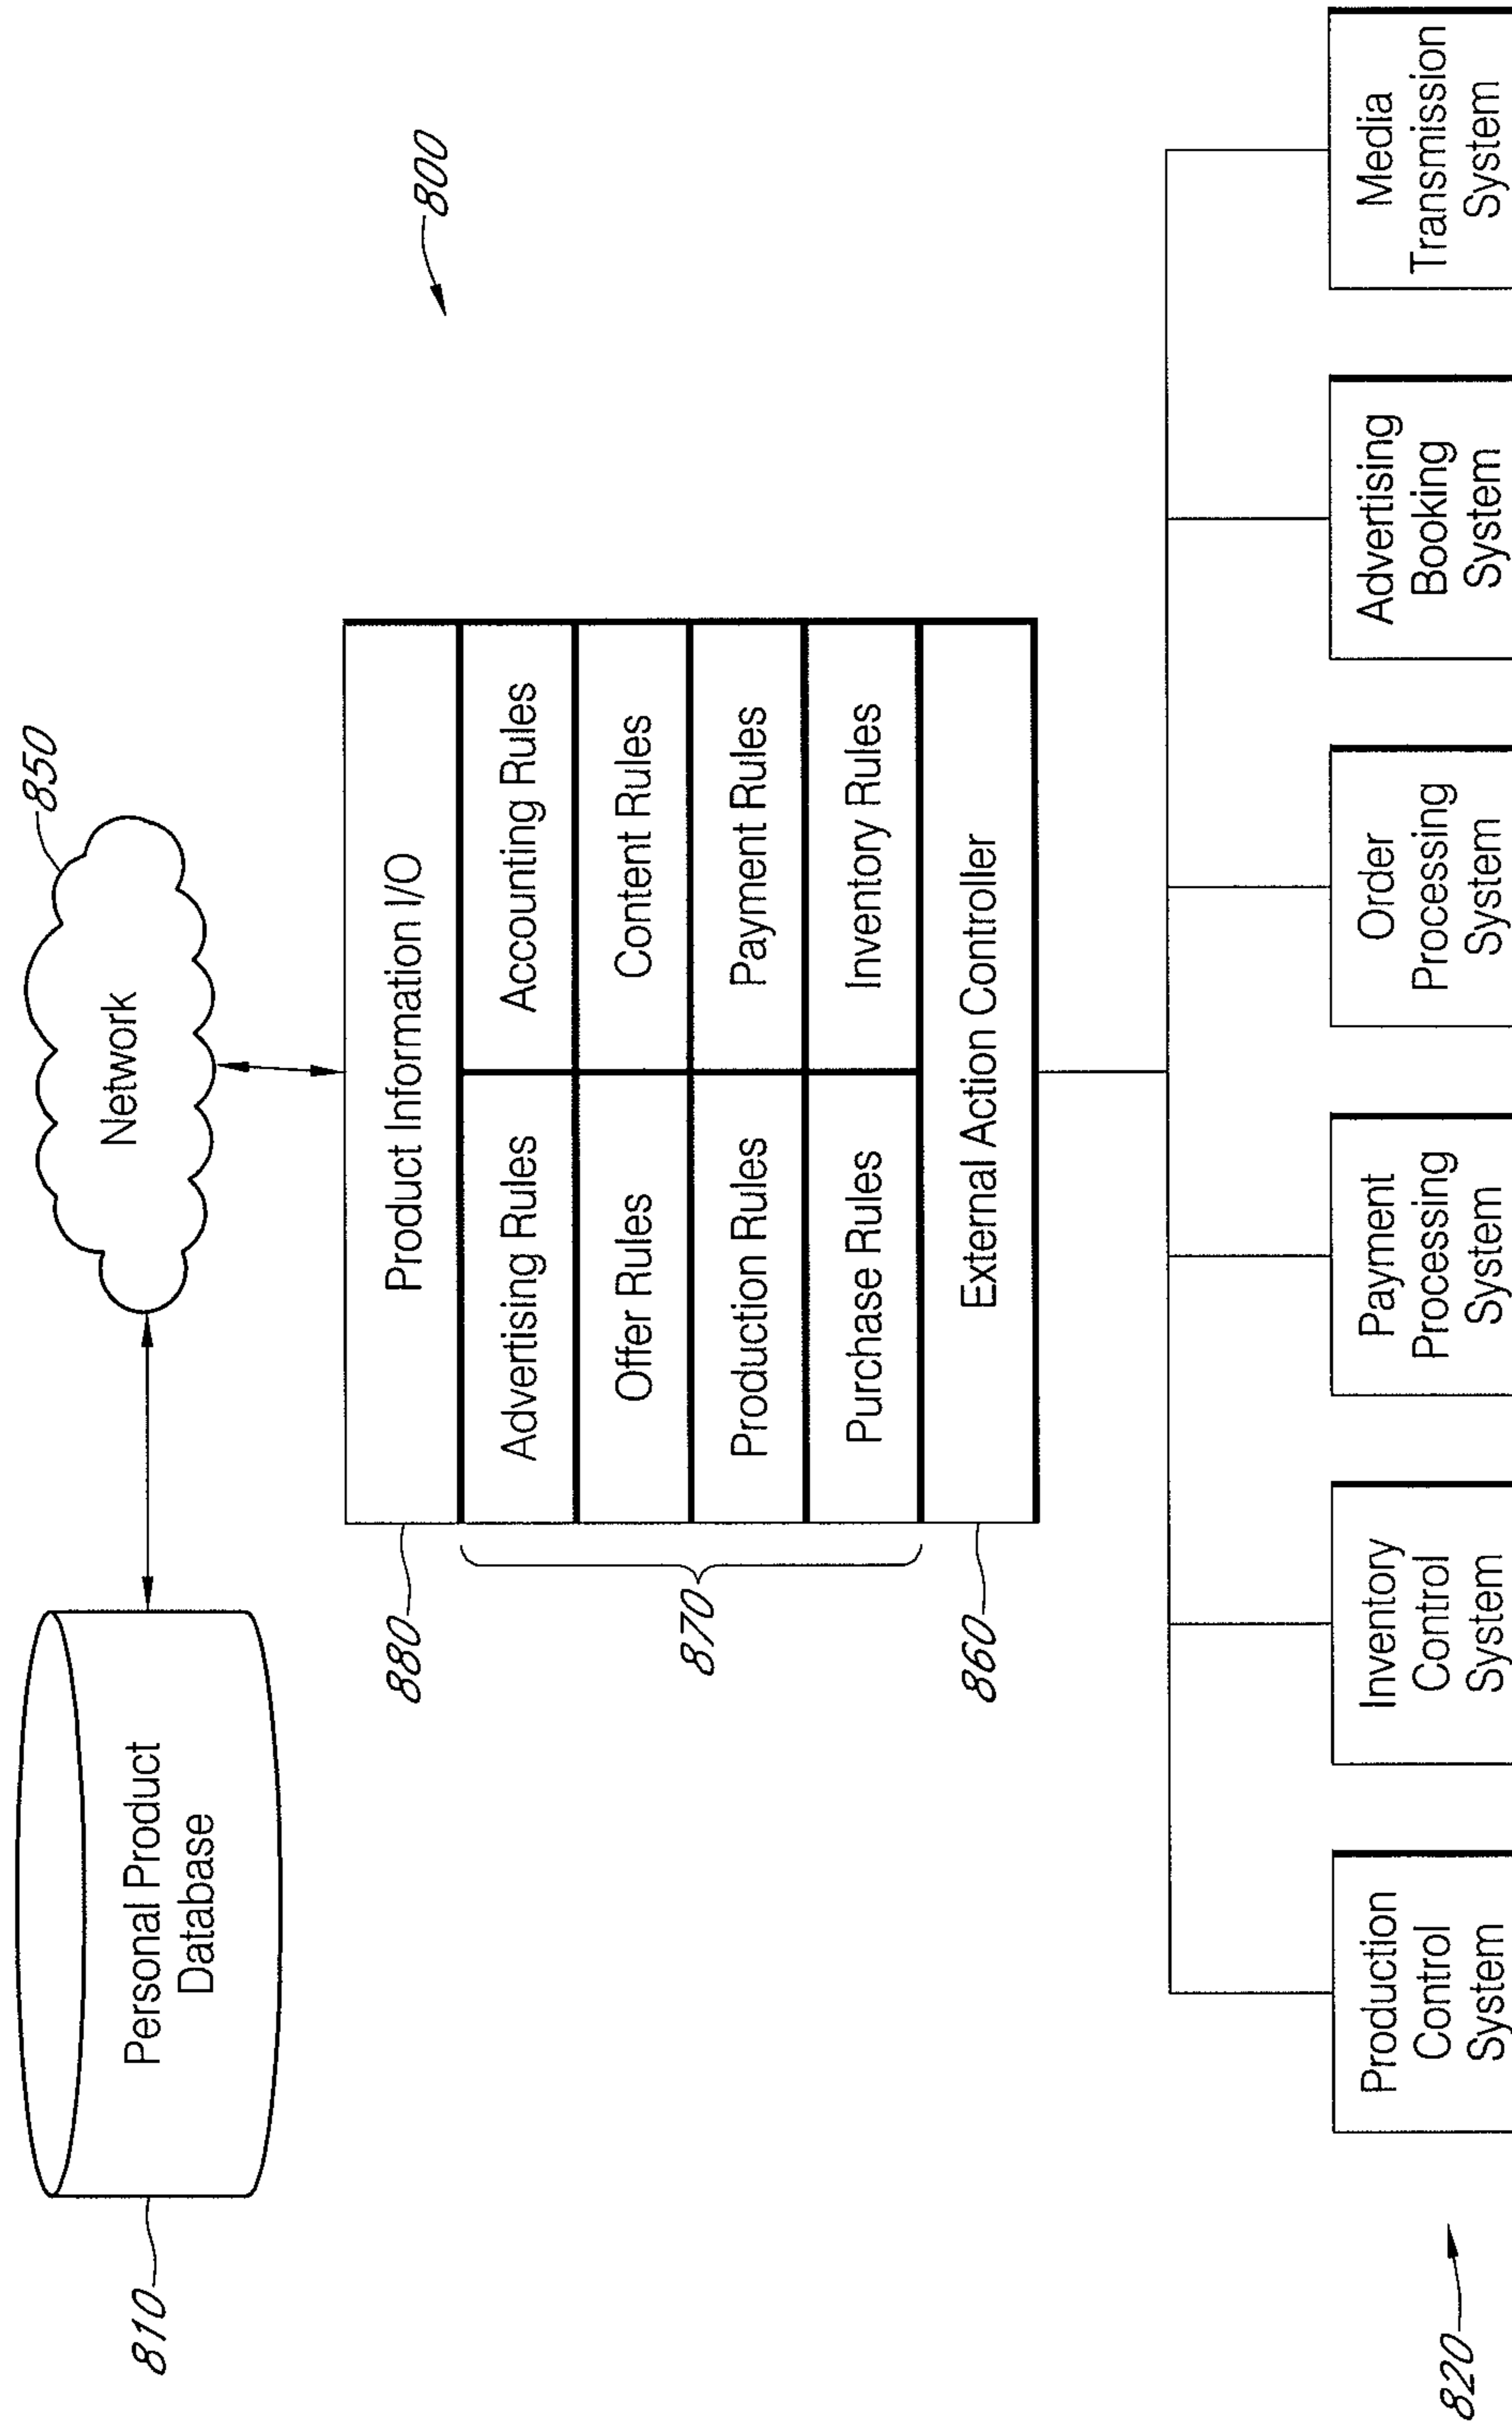 850
Network
Personal Product
Database
810
800
Product Information I/O
880
Advertising Rules
Accounting Rules
Offer Rules
Content Rules
870
Production Rules
Payment Rules
Purchase Rules
Inventory Rules
External Action Controller
860
Production
Control
System
Inventory
Control
System
Payment
Processing
System
Order
Processing
System
Advertising
Booking
System
Media
Transmission
System
820